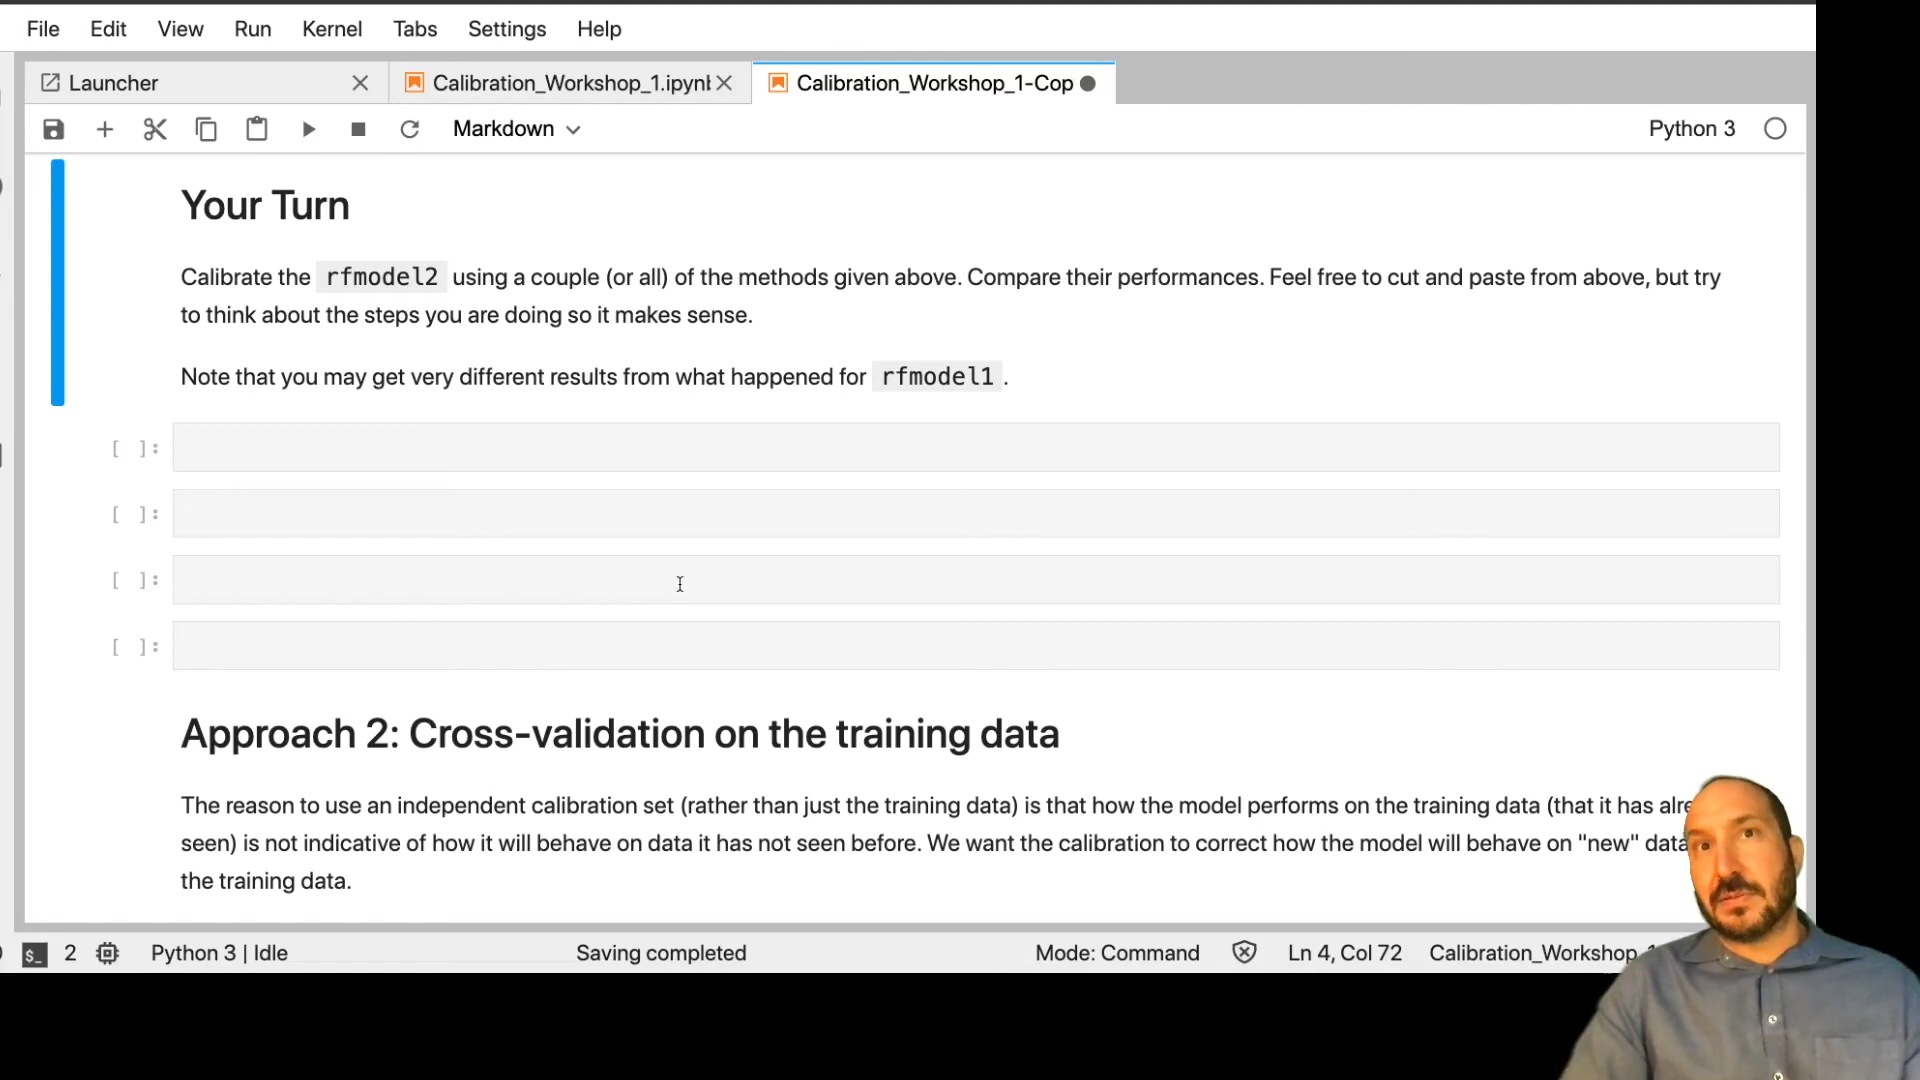 File Edit View Run Kernel Tabs Settings Help
Launcher Calibration_Workshop_1.ipynb Calibration_Workshop_1-Cop
Markdown Python 3
Your Turn
Calibrate the rfmodel2 using a couple (or all) of the methods given above. Compare their performances. Feel free to cut and paste from above, but try
to think about the steps you are doing so it makes sense.
Note that you may get very different results from what happened for rfmodel1 .
[ ]:
[ ]:
[ ]:
[ ]:
Approach 2: Cross-validation on the training data
The reason to use an independent calibration set (rather than just the training data) is that how the model performs on the training data (that it has alre
seen) is not indicative of how it will behave on data it has not seen before. We want the calibration to correct how the model will behave on "new" data
the training data.
$_ 2 Python 3 | Idle Saving completed Mode: Command Ln 4, Col 72 Calibration_Workshop_1